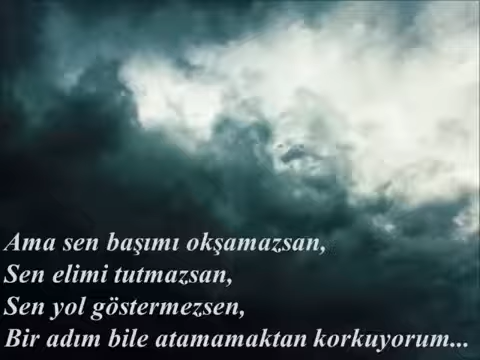 Ama sen başımı okşamazsan,
Sen elimi tutmazsan,
Sen yol göstermezsen,
Bir adım bile atamamaktan korkuyorum...